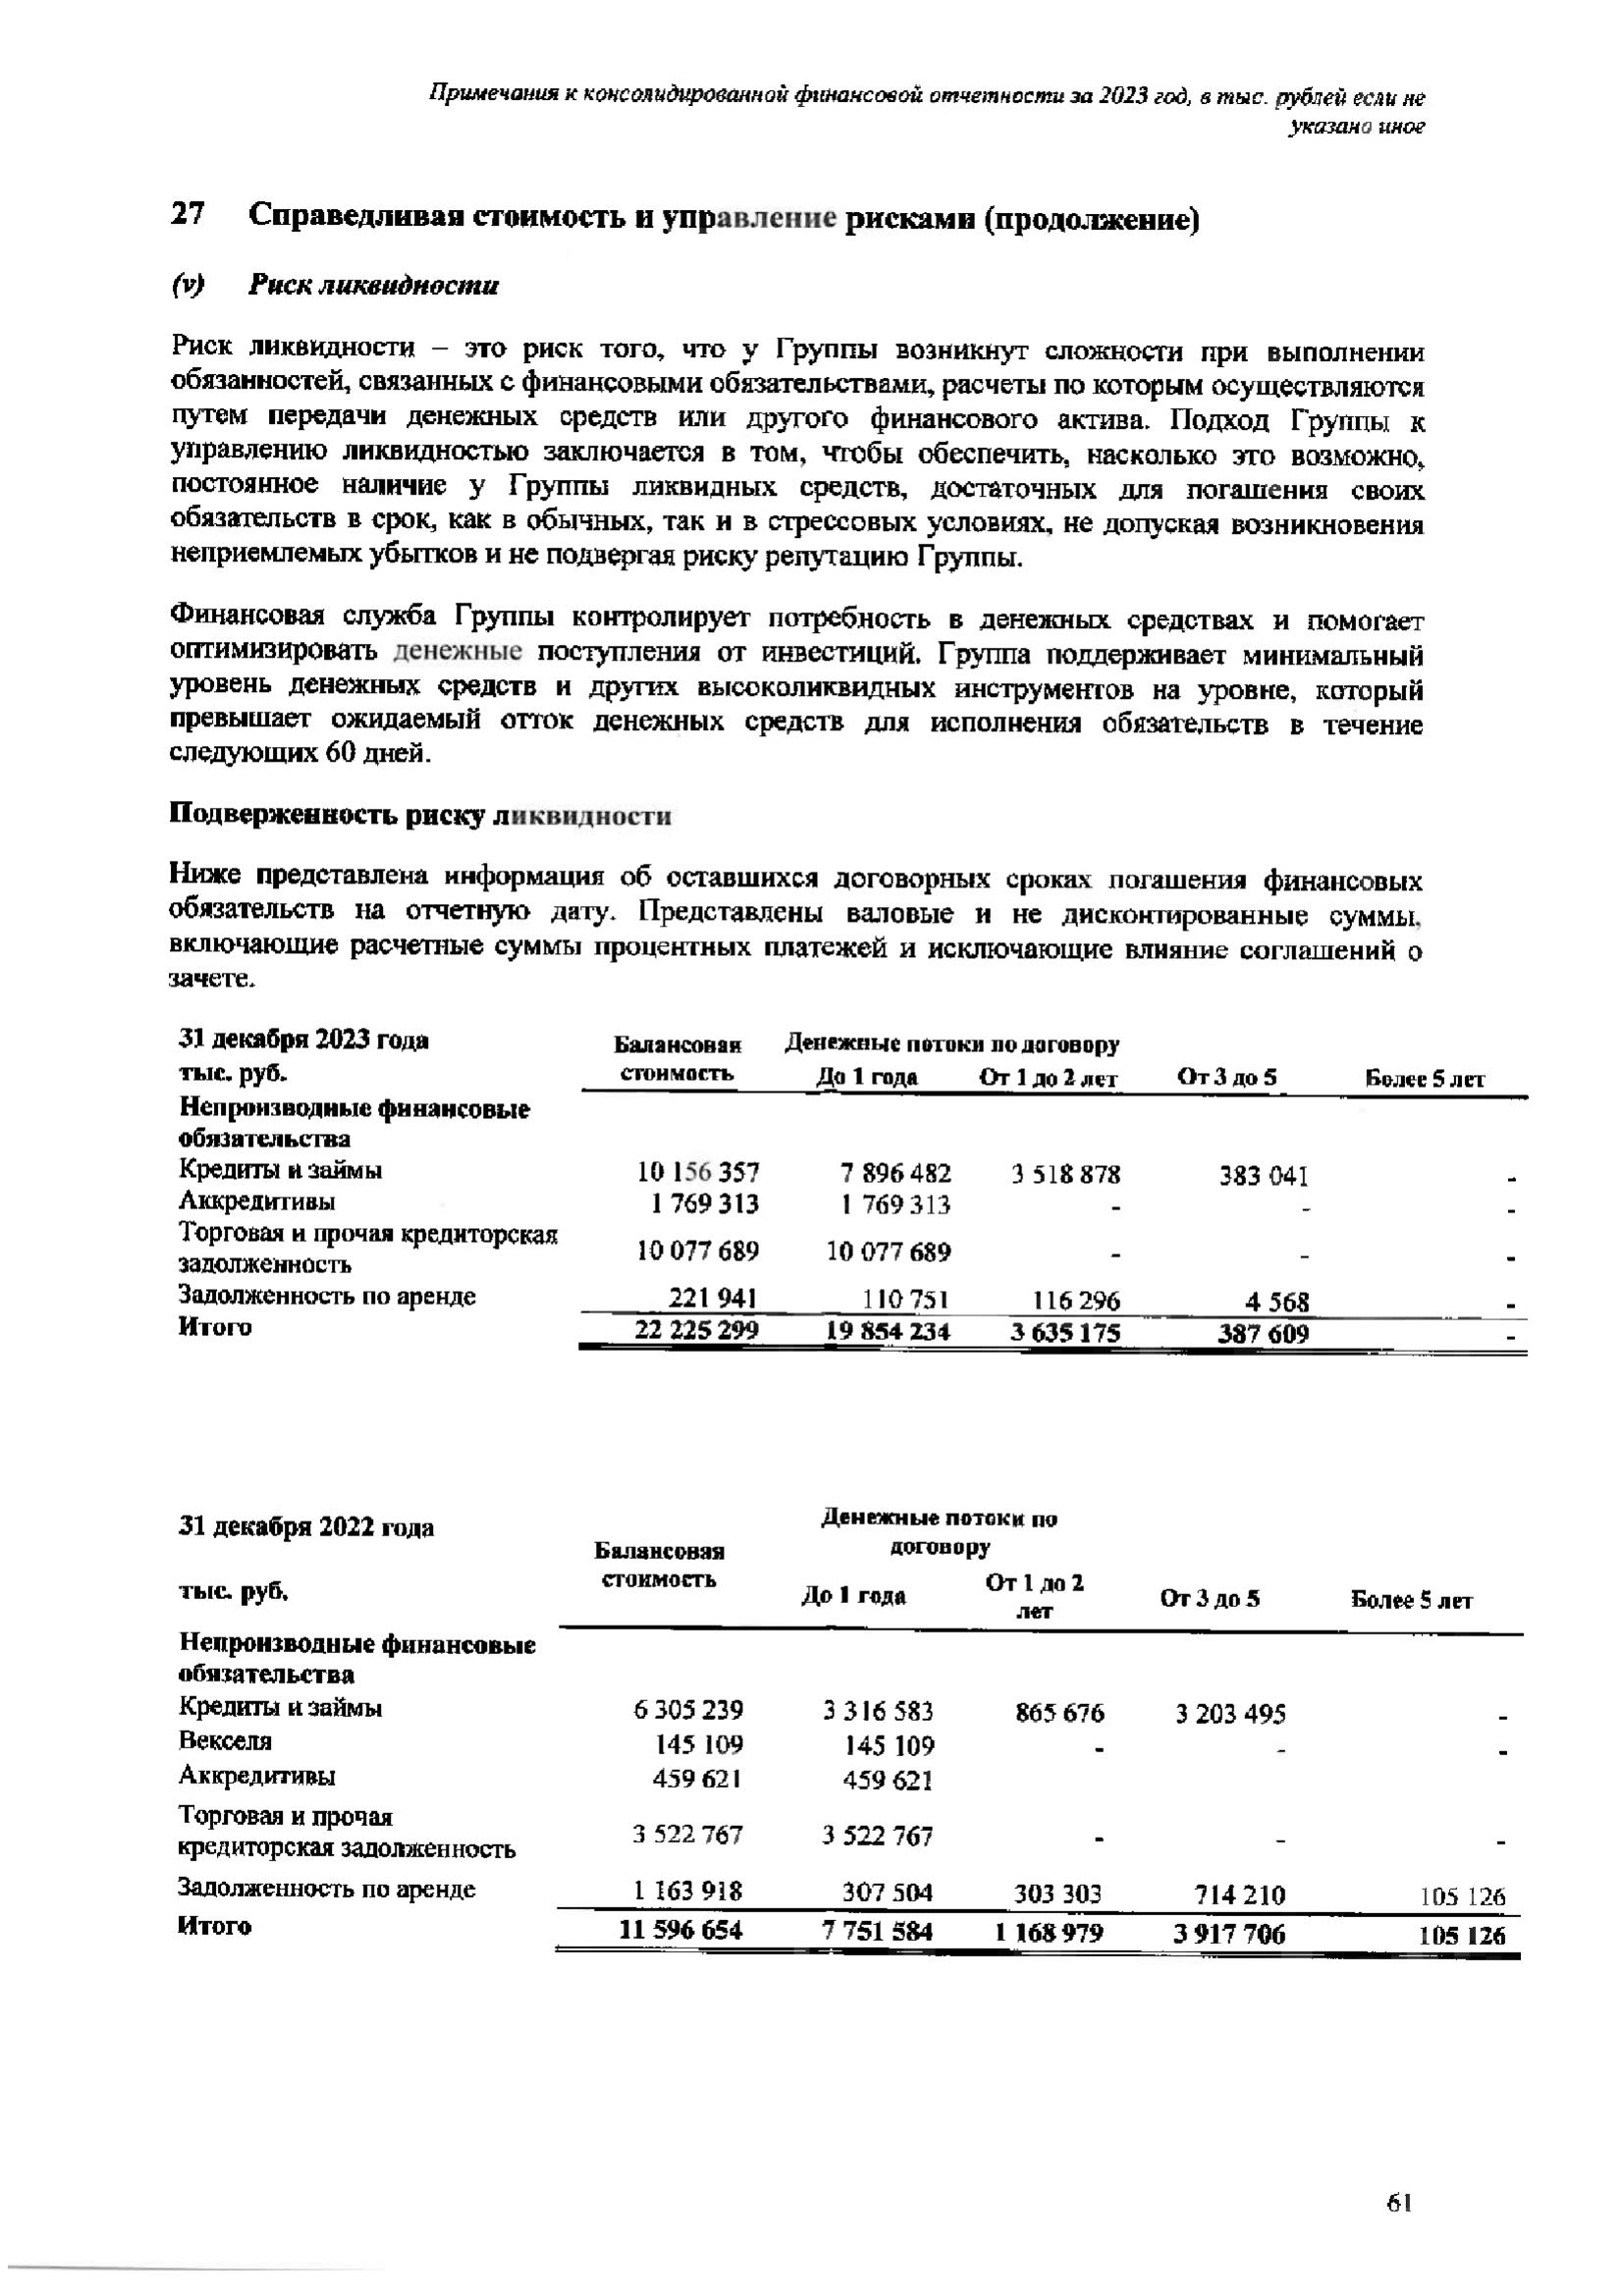 Примечания к консолидированной финансовой отчетности за 2023 год, в тыс. рублей если не
указано иное
27 Справедливая стоимость и управление рисками (продолжение)
(v) Риск ликвидности
Риск ликвидности – это риск того, что у Группы возникнут сложности при выполнении
обязанностей, связанных с финансовыми обязательствами, расчеты по которым осуществляются
путем передачи денежных средств или другого финансового актива. Подход Группы к
управлению ликвидностью заключается в том, чтобы обеспечить, насколько это возможно,
постоянное наличие у Группы ликвидных средств, достаточных для погашения своих
обязательств в срок, как в обычных, так и в стрессовых условиях, не допуская возникновения
неприемлемых убытков и не подвергая риску репутацию Группы.
Финансовая служба Группы контролирует потребность в денежных средствах и помогает
оптимизировать денежные поступления от инвестиций. Группа поддерживает минимальный
уровень денежных средств и других высоколиквидных инструментов на уровне, который
превышает ожидаемый отток денежных средств для исполнения обязательств в течение
следующих 60 дней.
Подверженность риску ликвидности
Ниже представлена информация об оставшихся договорных сроках погашения финансовых
обязательств на отчетную дату. Представлены валовые и не дисконтированные суммы,
включающие расчетные суммы процентных платежей и исключающие влияние соглашений о
зачете.
31 декабря 2023 года Балансовая Денежные потоки по договору
тыс. руб. стоимость До 1 года От 1 до 2 лет От 3 до 5 Более 5 лет
Непроизводные финансовые
обязательства
Кредиты и займы 10 156 357 7 896 482 3 518 878 383 041 -
Аккредитивы 1 769 313 1 769 313 - - -
Торговая и прочая кредиторская
задолженность 10 077 689 10 077 689 - - -
Задолженность по аренде 221 941 110 751 116 296 4 568 -
Итого 22 225 299 19 854 234 3 635 175 387 609 -
31 декабря 2022 года Денежные потоки по
договору
Балансовая
стоимость
тыс. руб. До 1 года От 1 до 2
лет От 3 до 5 Более 5 лет
Непроизводные финансовые
обязательства
Кредиты и займы 6 305 239 3 316 583 865 676 3 203 495 -
Векселя 145 109 145 109 - - -
Аккредитивы 459 621 459 621
Торговая и прочая
кредиторская задолженность 3 522 767 3 522 767 - - -
Задолженность по аренде 1 163 918 307 504 303 303 714 210 105 126
Итого 11 596 654 7 751 584 1 168 979 3 917 706 105 126
61